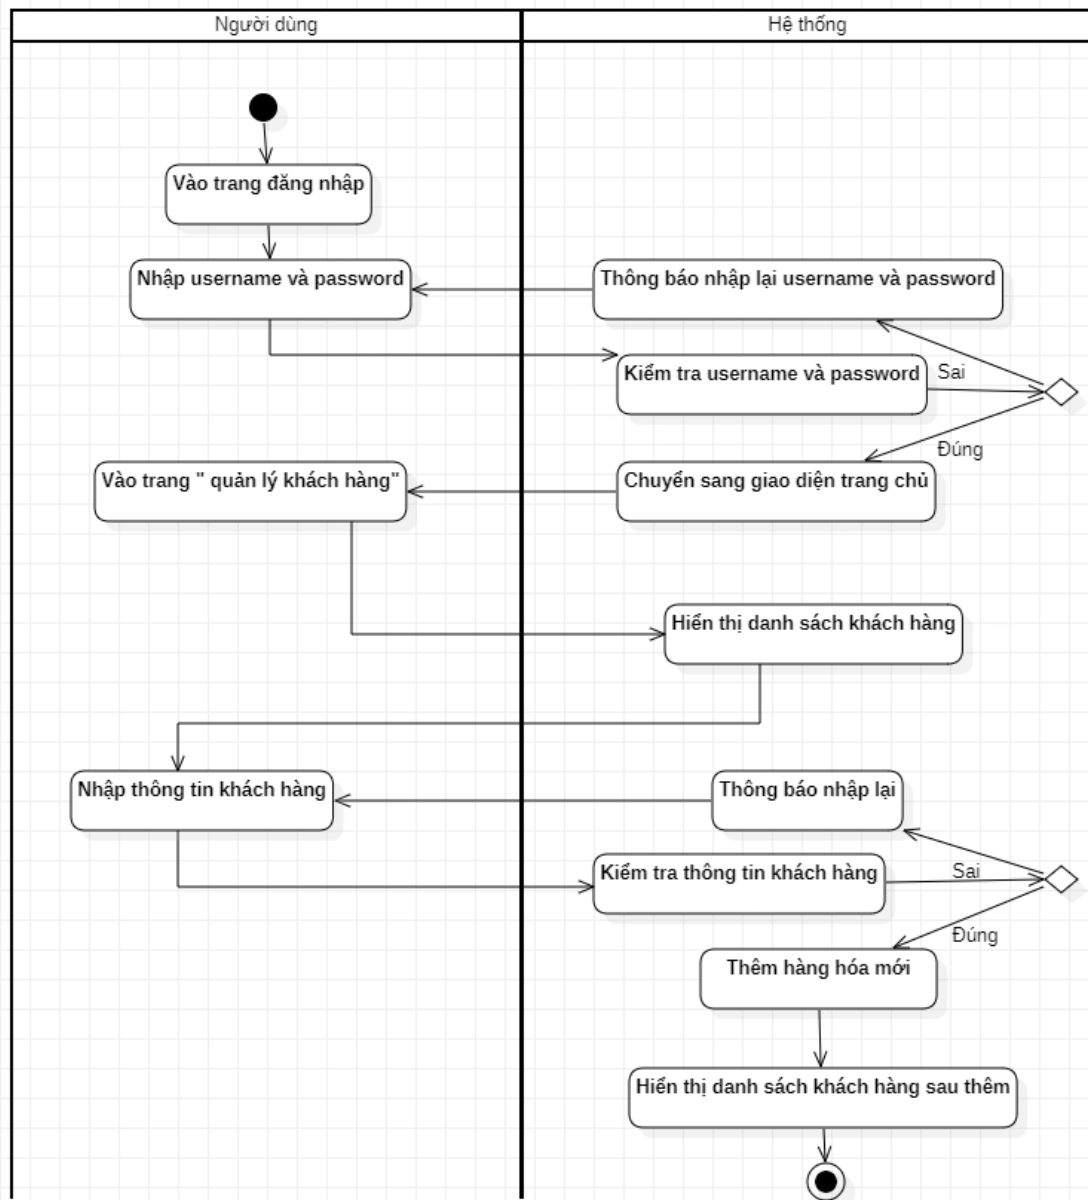 Người dùng
Hệ thống
Vào trang đăng nhập
Nhập username và password
Thông báo nhập lại username và password
Kiểm tra username và password
Sai
Đúng
Vào trang " quản lý khách hàng"
Chuyển sang giao diện trang chủ
Hiển thị danh sách khách hàng
Nhập thông tin khách hàng
Thông báo nhập lại
Kiểm tra thông tin khách hàng
Sai
Đúng
Thêm hàng hóa mới
Hiển thị danh sách khách hàng sau thêm